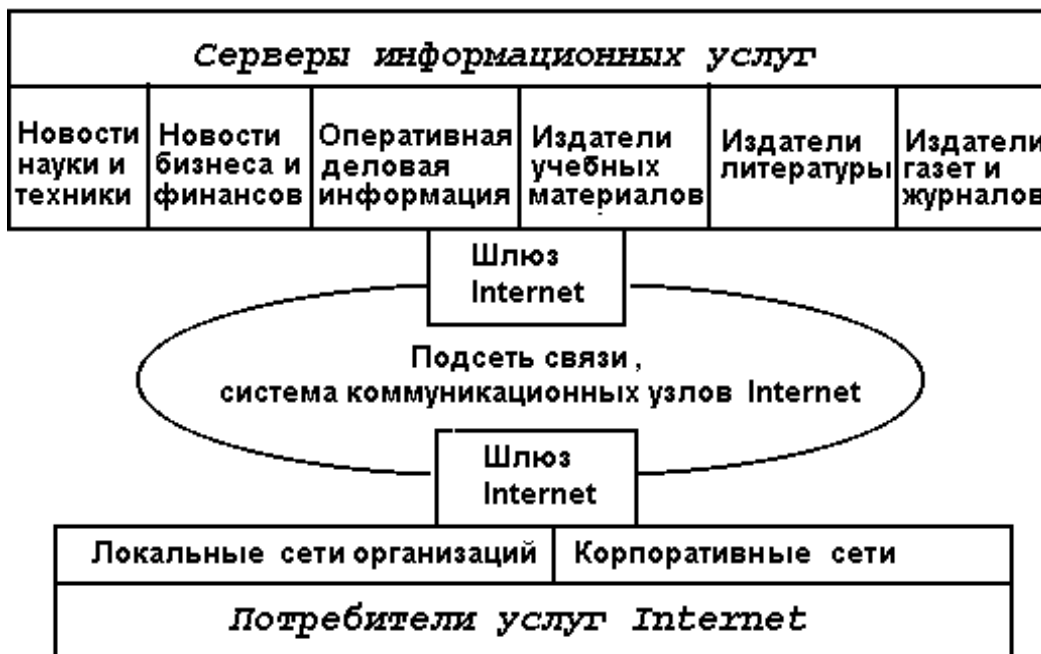 Серверы информационных услуг
Новости
науки и
техники
Новости
бизнеса и
финансов
Оперативная
деловая
информация
Издатели
учебных
материалов
Издатели
литературы
Издатели
газет и
журналов
Шлюз
Internet
Подсеть связи ,
система коммуникационных узлов Internet
Шлюз
Internet
Локальные сети организаций
Корпоративные сети
Потребители услуг Internet